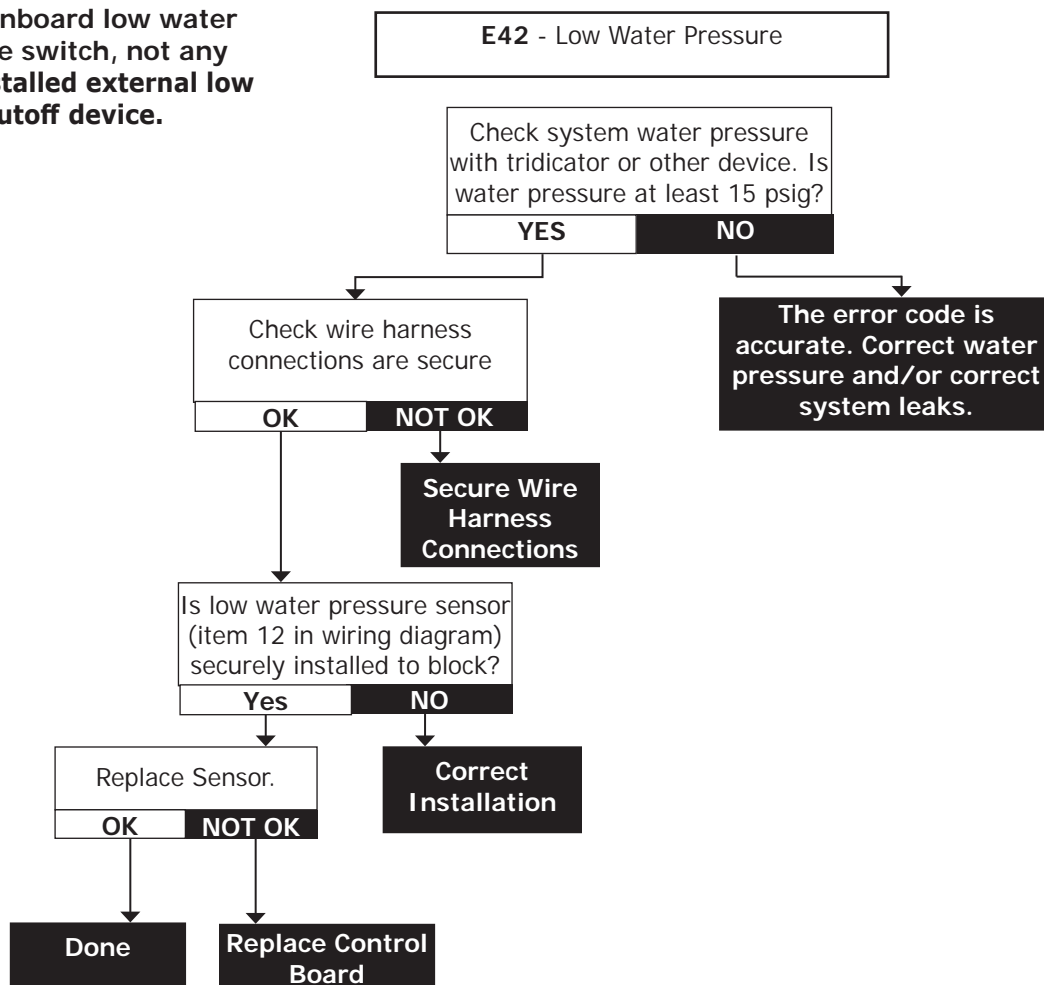 nboard low water
e switch, not any
stalled external low
utoff device.
E42 - Low Water Pressure
Check system water pressure
with tridicator or other device. Is
water pressure at least 15 psig?
YES NO
Check wire harness
connections are secure
The error code is
accurate. Correct water
pressure and/or correct
system leaks.
OK NOT OK
Secure Wire
Harness
Connections
Is low water pressure sensor
(item 12 in wiring diagram)
securely installed to block?
Yes NO
Replace Sensor.
Correct
Installation
OK NOT OK
Done
Replace Control
Board